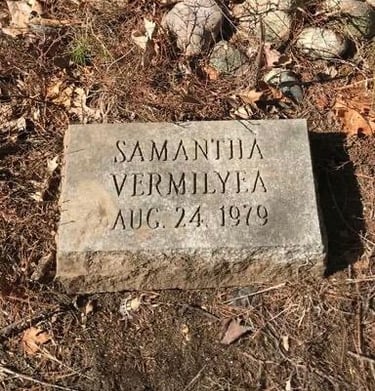 SAMANTHA
VERMILYEA
AUG. 24. 1979